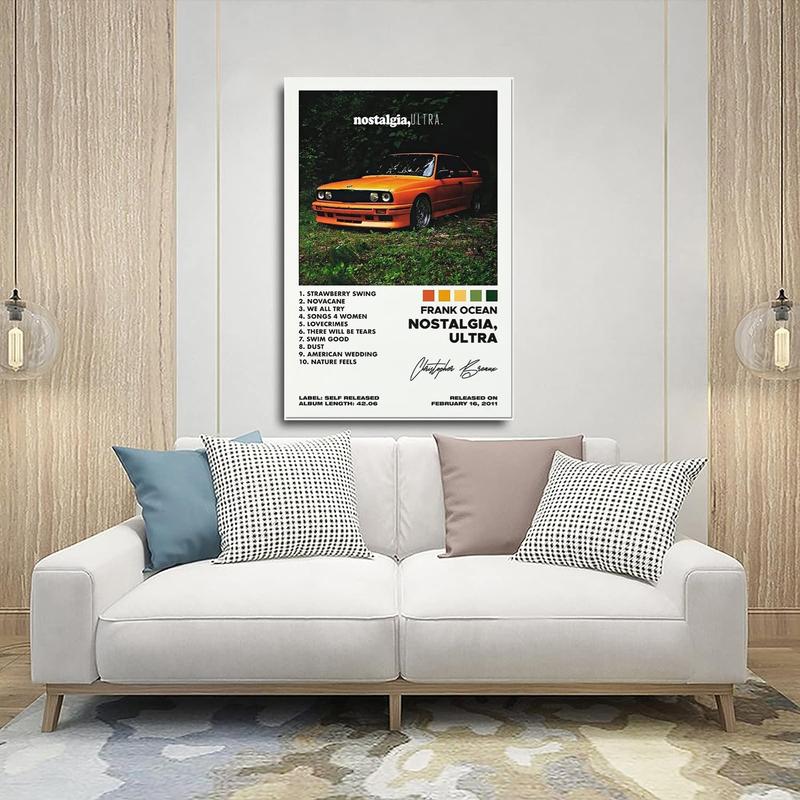 nostalgia,ULTRA.
1. STRAWBERRY SWING
2. NOVACANE
3. WE ALL TRY
4. SONGS 4 WOMEN
5. LOVECRIMES
6. THERE WILL BE TEARS
7. SWIM GOOD
8. DUST
9. AMERICAN WEDDING
10. NATURE FEELS
FRANK OCEAN
NOSTALGIA,
ULTRA
Christopher Breaux
LABEL: SELF RELEASED
ALBUM LENGTH: 42.06
RELEASED ON
FEBRUARY 16, 2011